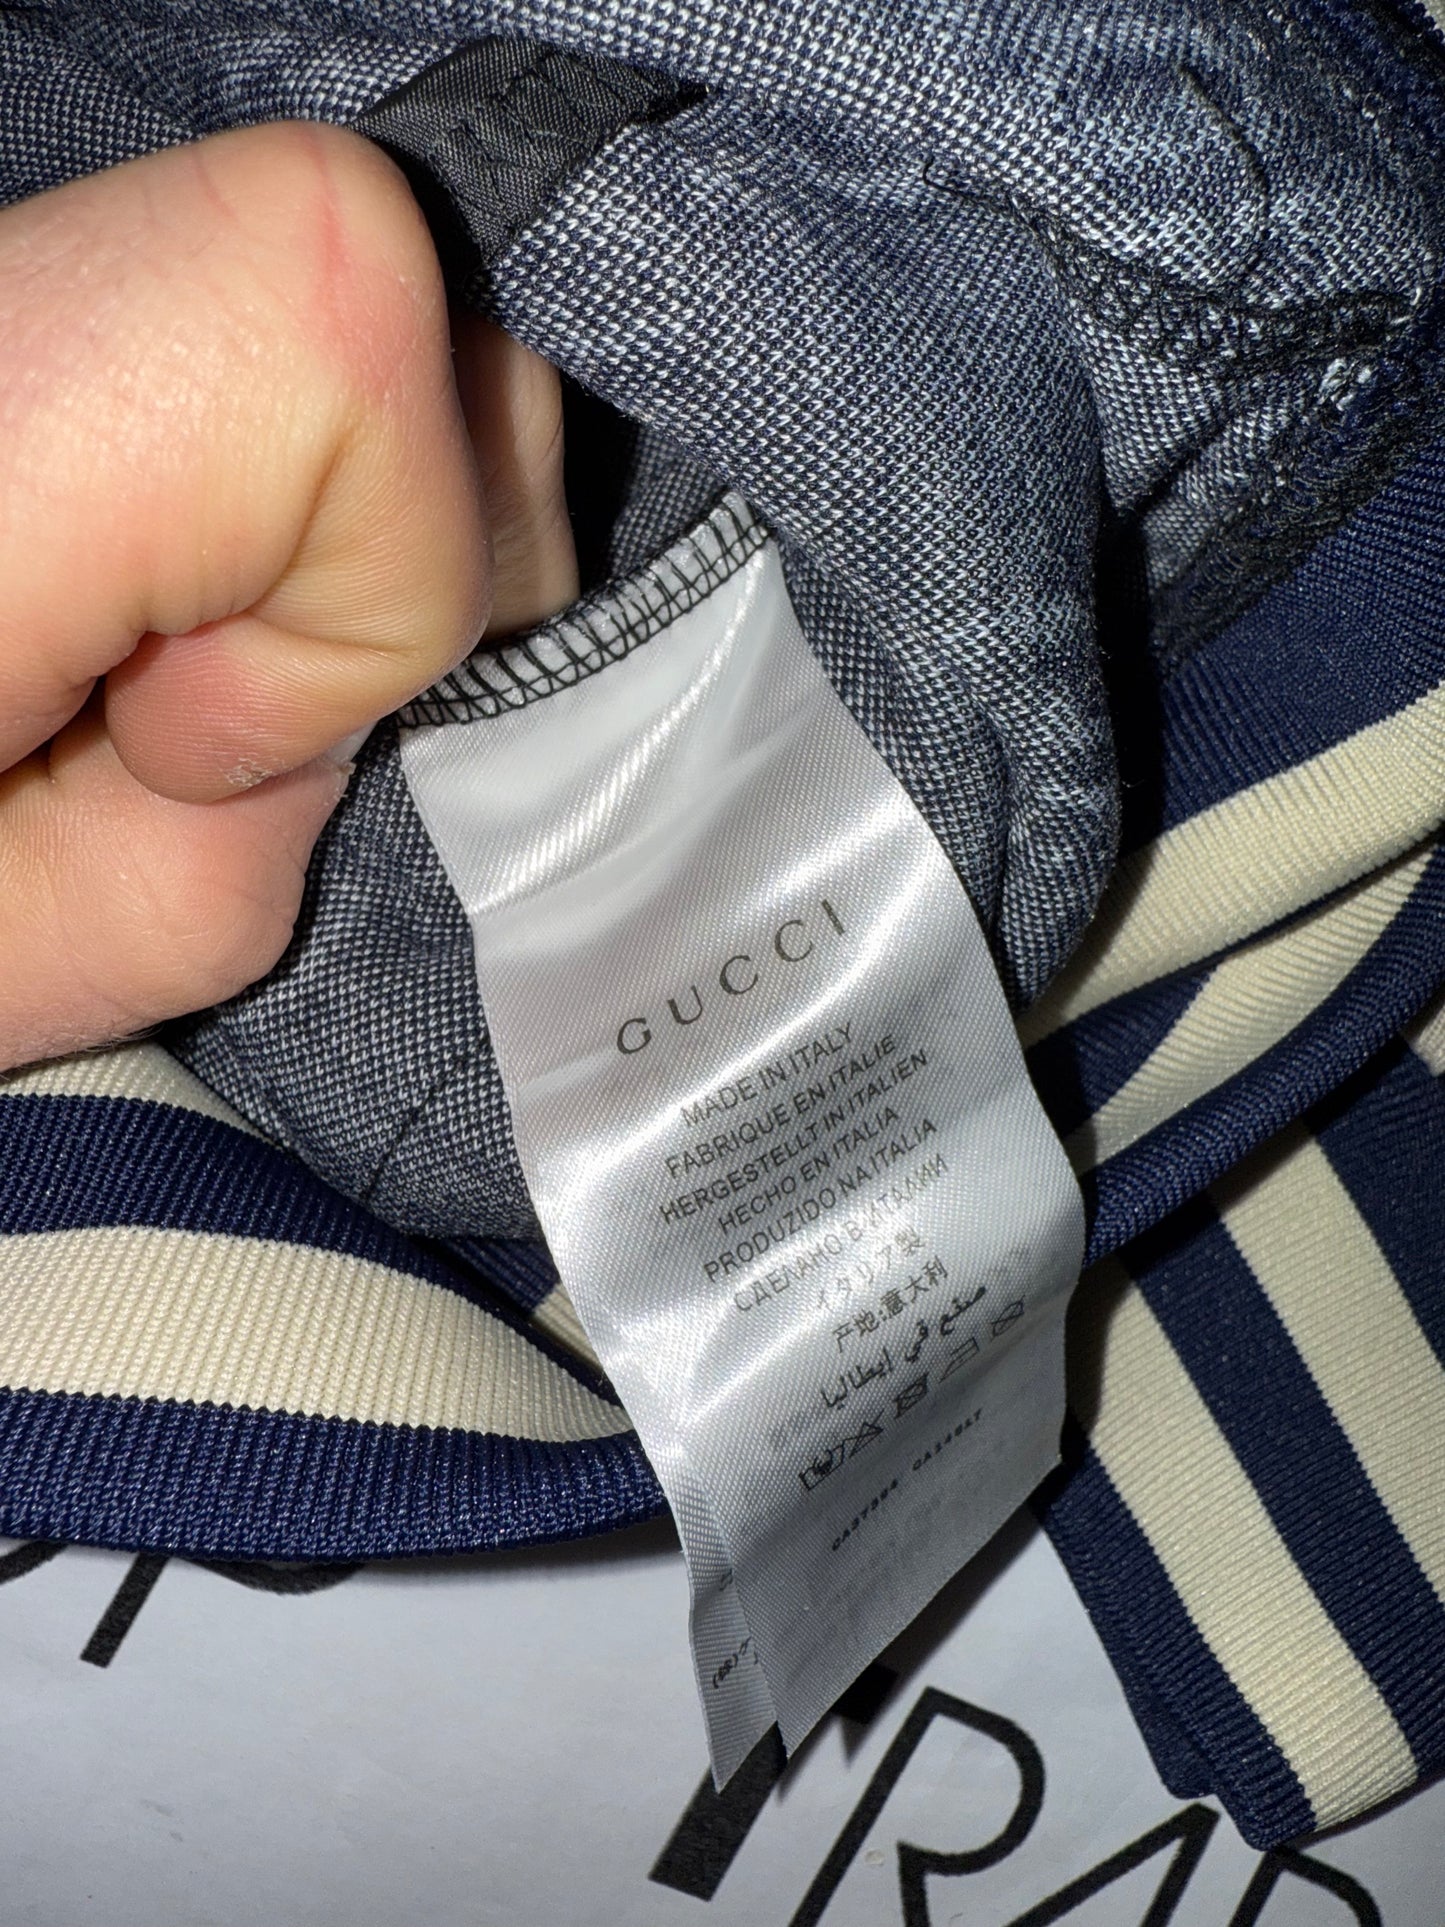 GUCCI
MADE IN ITALY
FABRIQUE EN ITALIE
HERGESTELLT IN ITALIEN
HECHO EN ITALIA
PRODUZIDO NA ITALIA
СДЕЛАНО В ИТАЛИИ
イタリア製
产地:意大利
صنع في إيطاليا